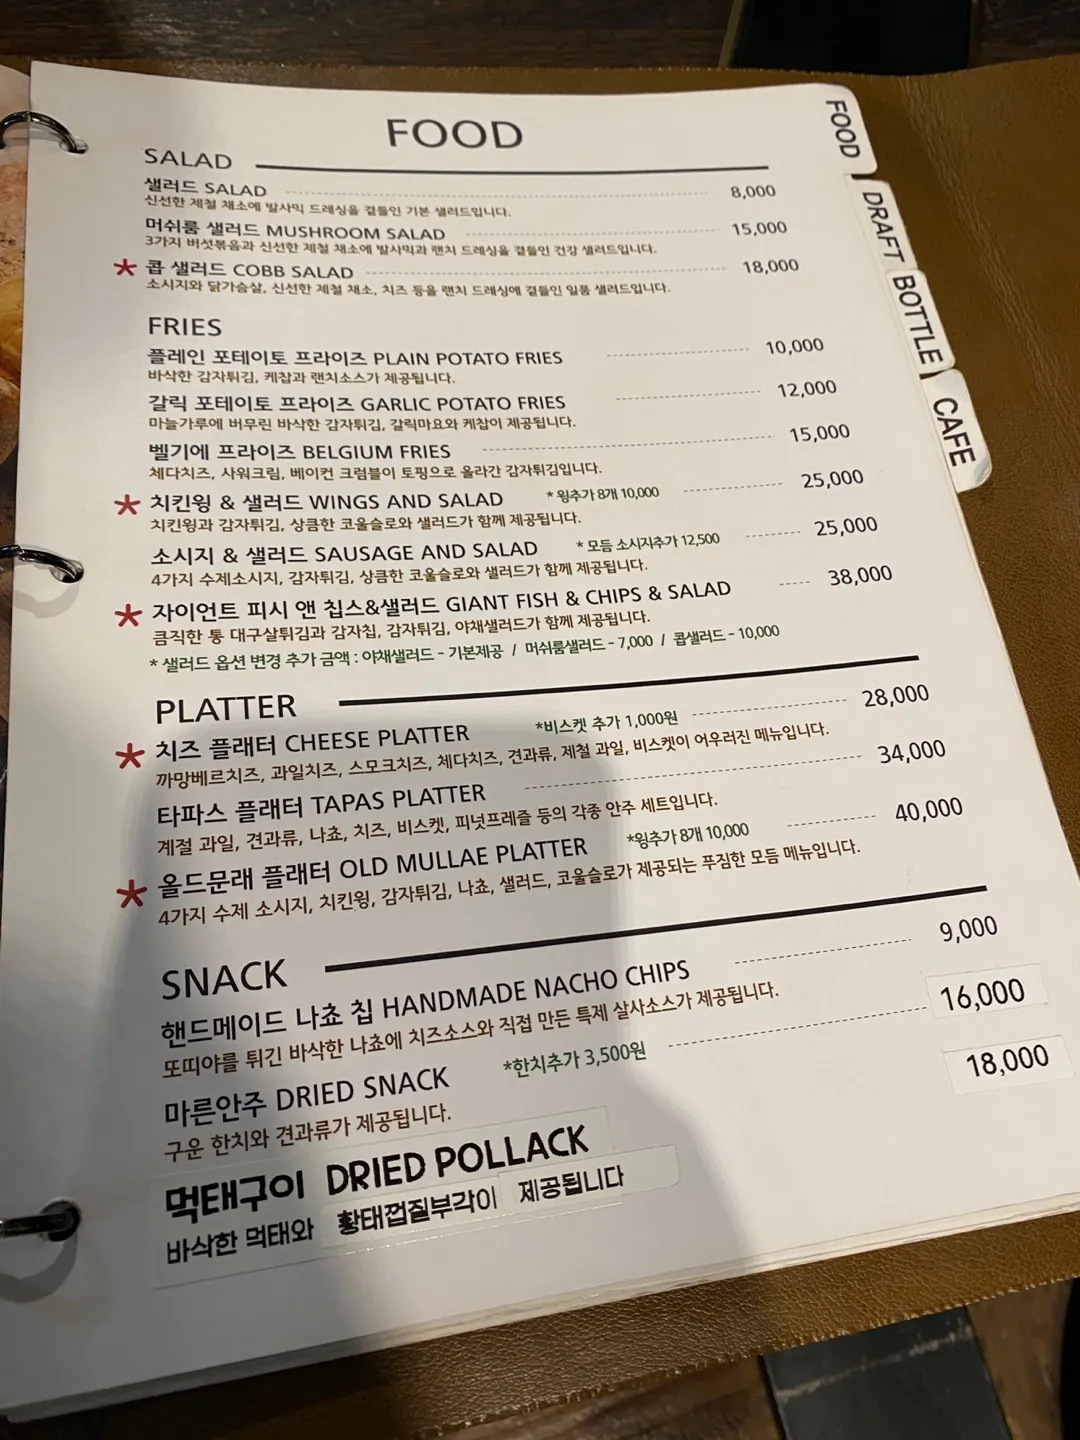 FOOD
SALAD
샐러드 SALAD 8,000
신선한 제철 채소에 발사믹 드레싱을 곁들인 기본 샐러드입니다.
머쉬룸 샐러드 MUSHROOM SALAD 15,000
3가지 버섯볶음과 신선한 제철 채소에 발사믹과 랜치 드레싱을 곁들인 건강 샐러드입니다.
* 콥 샐러드 COBB SALAD 18,000
소시지와 닭가슴살, 신선한 제철 채소, 치즈 등을 랜치 드레싱에 곁들인 일품 샐러드입니다.
FRIES
플레인 포테이토 프라이즈 PLAIN POTATO FRIES 10,000
바삭한 감자튀김, 케찹과 랜치소스가 제공됩니다.
갈릭 포테이토 프라이즈 GARLIC POTATO FRIES 12,000
마늘가루에 버무린 바삭한 감자튀김, 갈릭마요와 케찹이 제공됩니다.
벨기에 프라이즈 BELGIUM FRIES 15,000
체다치즈, 사워크림, 베이컨 크럼블이 토핑으로 올라간 감자튀김입니다.
* 치킨윙 & 샐러드 WINGS AND SALAD * 윙추가 8개 10,000 25,000
치킨윙과 감자튀김, 상큼한 코울슬로와 샐러드가 함께 제공됩니다.
소시지 & 샐러드 SAUSAGE AND SALAD * 모듬 소시지추가 12,500 25,000
4가지 수제소시지, 감자튀김, 상큼한 코울슬로와 샐러드가 함께 제공됩니다.
* 자이언트 피시 앤 칩스&샐러드 GIANT FISH & CHIPS & SALAD 38,000
큼직한 통 대구살튀김과 감자칩, 감자튀김, 야채샐러드가 함께 제공됩니다.
* 샐러드 옵션 변경 추가 금액 : 야채샐러드 - 기본제공 / 머쉬룸샐러드 - 7,000 / 콥샐러드 - 10,000
PLATTER
* 치즈 플래터 CHEESE PLATTER *비스켓 추가 1,000원 28,000
까망베르치즈, 과일치즈, 스모크치즈, 체다치즈, 견과류, 제철 과일, 비스켓이 어우러진 메뉴입니다.
타파스 플래터 TAPAS PLATTER 34,000
계절 과일, 견과류, 나쵸, 치즈, 비스켓, 피넛프레즐 등의 각종 안주 세트입니다.
* 올드문래 플래터 OLD MULLAE PLATTER *윙추가 8개 10,000 40,000
4가지 수제 소시지, 치킨윙, 감자튀김, 나쵸, 샐러드, 코울슬로가 제공되는 푸짐한 모듬 메뉴입니다.
SNACK
핸드메이드 나쵸 칩 HANDMADE NACHO CHIPS 9,000
또띠야를 튀긴 바삭한 나쵸에 치즈소스와 직접 만든 특제 살사소스가 제공됩니다.
마른안주 DRIED SNACK *한치추가 3,500원 16,000
구운 한치와 견과류가 제공됩니다.
먹태구이 DRIED POLLACK 18,000
바삭한 먹태와 황태껍질부각이 제공됩니다
FOOD
DRAFT
BOTTLE
CAFE